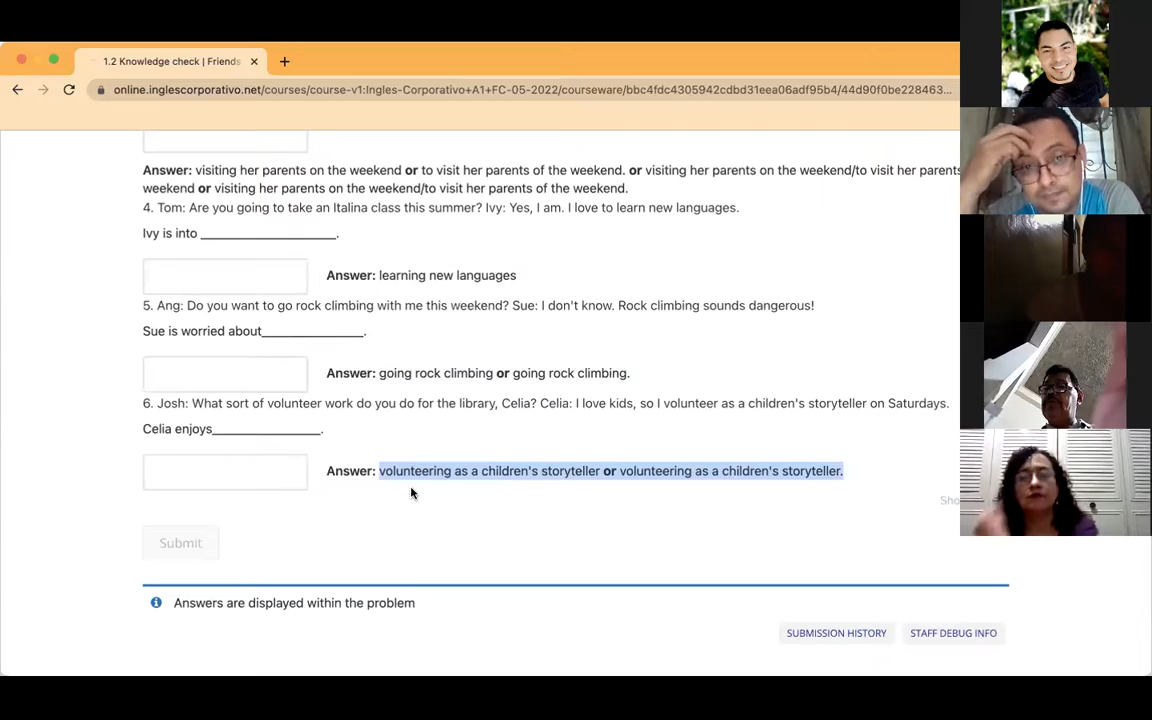 1.2 Knowledge check | Friends
online.inglescorporativo.net/courses/course-v1:Ingles-Corporativo+A1+FC-05-2022/courseware/bbc4fdc4305942cdbd31eea06adf95b4/44d90f0be228463...
Answer: visiting her parents on the weekend or to visit her parents of the weekend. or visiting her parents on the weekend/to visit her parents
weekend or visiting her parents on the weekend/to visit her parents of the weekend.
4. Tom: Are you going to take an Italina class this summer? Ivy: Yes, I am. I love to learn new languages.
Ivy is into ____________________.
Answer: learning new languages
5. Ang: Do you want to go rock climbing with me this weekend? Sue: I don't know. Rock climbing sounds dangerous!
Sue is worried about_______________.
Answer: going rock climbing or going rock climbing.
6. Josh: What sort of volunteer work do you do for the library, Celia? Celia: I love kids, so I volunteer as a children's storyteller on Saturdays.
Celia enjoys________________.
Answer: volunteering as a children's storyteller or volunteering as a children's storyteller.
Submit
Answers are displayed within the problem
SUBMISSION HISTORY STAFF DEBUG INFO